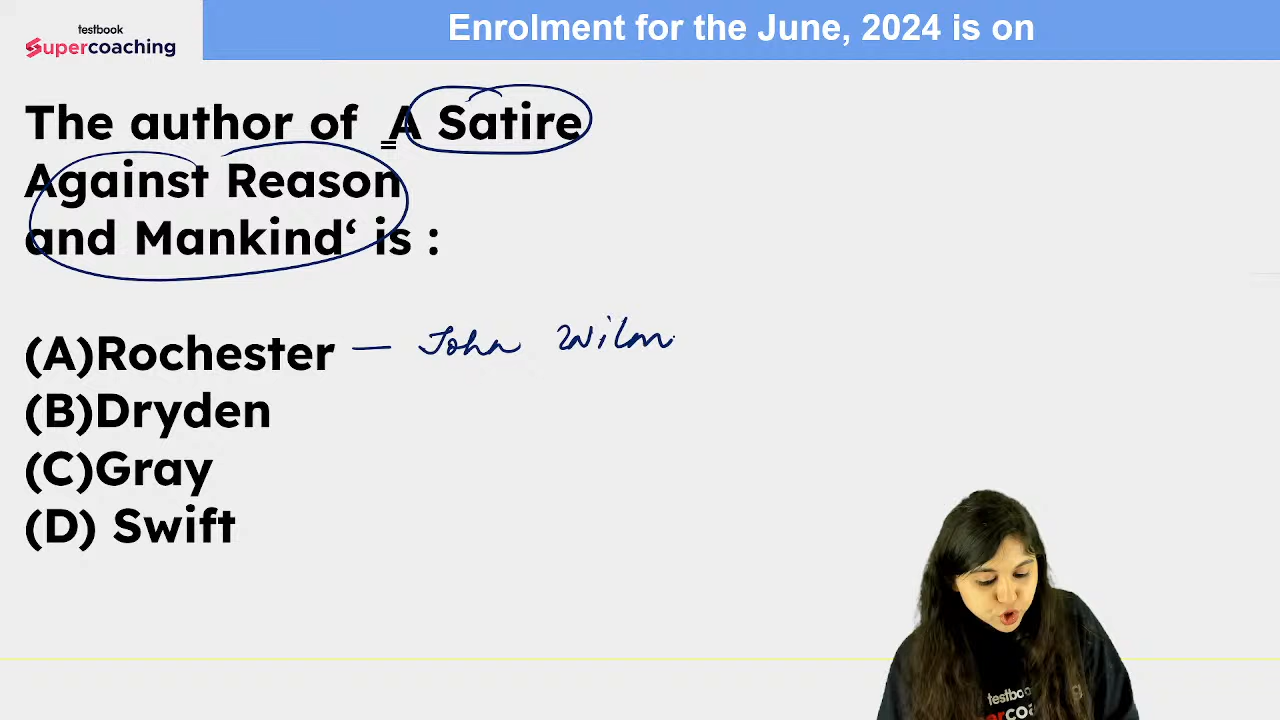 testbook
Supercoaching
Enrolment for the June, 2024 is on
The author of ‗A Satire
Against Reason
and Mankind‘ is :
(A)Rochester — John Wilm
(B)Dryden
(C)Gray
(D) Swift